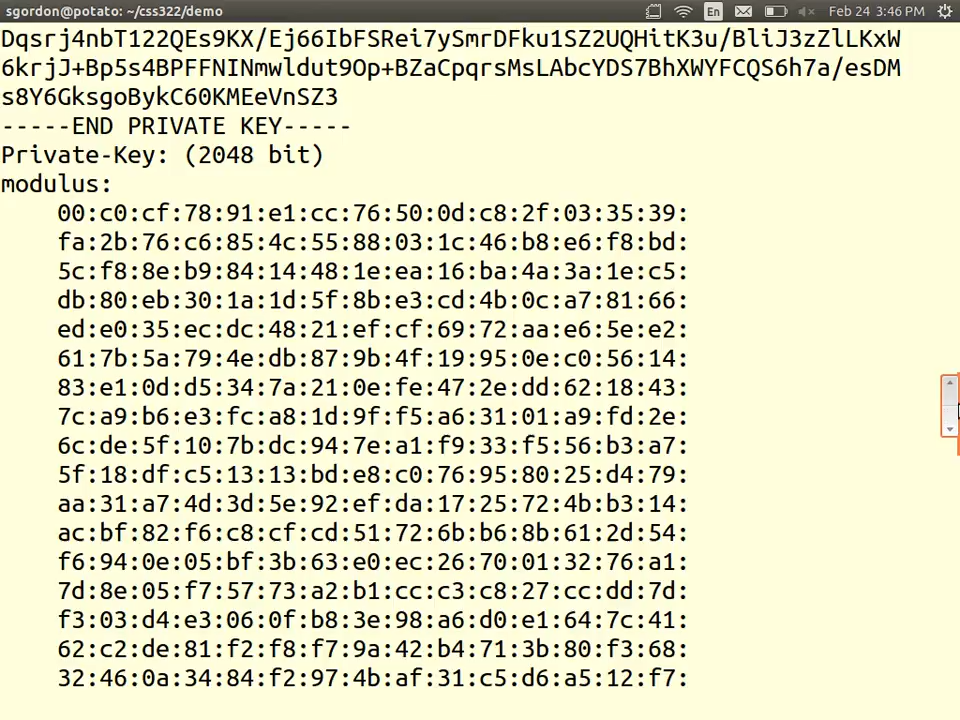 sgordon@potato: ~/css322/demo
En
Feb 24 3:46 PM
Dqsrj4nbT122QEs9KX/Ej66IbFSRei7ySmrDFku1SZ2UQHitK3u/BliJ3zZlLKxW
6krjJ+Bp5s4BPFFNINmwldut9Op+BZaCpqrsMsLAbcYDS7BhXWYFCQS6h7a/esDM
s8Y6GksgoBykC60KMEeVnSZ3
-----END PRIVATE KEY-----
Private-Key: (2048 bit)
modulus:
00:c0:cf:78:91:e1:cc:76:50:0d:c8:2f:03:35:39:
fa:2b:76:c6:85:4c:55:88:03:1c:46:b8:e6:f8:bd:
5c:f8:8e:b9:84:14:48:1e:ea:16:ba:4a:3a:1e:c5:
db:80:eb:30:1a:1d:5f:8b:e3:cd:4b:0c:a7:81:66:
ed:e0:35:ec:dc:48:21:ef:cf:69:72:aa:e6:5e:e2:
61:7b:5a:79:4e:db:87:9b:4f:19:95:0e:c0:56:14:
83:e1:0d:d5:34:7a:21:0e:fe:47:2e:dd:62:18:43:
7c:a9:b6:e3:fc:a8:1d:9f:f5:a6:31:01:a9:fd:2e:
6c:de:5f:10:7b:dc:94:7e:a1:f9:33:f5:56:b3:a7:
5f:18:df:c5:13:13:bd:e8:c0:76:95:80:25:d4:79:
aa:31:a7:4d:3d:5e:92:ef:da:17:25:72:4b:b3:14:
ac:bf:82:f6:c8:cf:cd:51:72:6b:b6:8b:61:2d:54:
f6:94:0e:05:bf:3b:63:e0:ec:26:70:01:32:76:a1:
7d:8e:05:f7:57:73:a2:b1:cc:c3:c8:27:cc:dd:7d:
f3:03:d4:e3:06:0f:b8:3e:98:a6:d0:e1:64:7c:41:
62:c2:de:81:f2:f8:f7:9a:42:b4:71:3b:80:f3:68:
32:46:0a:34:84:f2:97:4b:af:31:c5:d6:a5:12:f7: